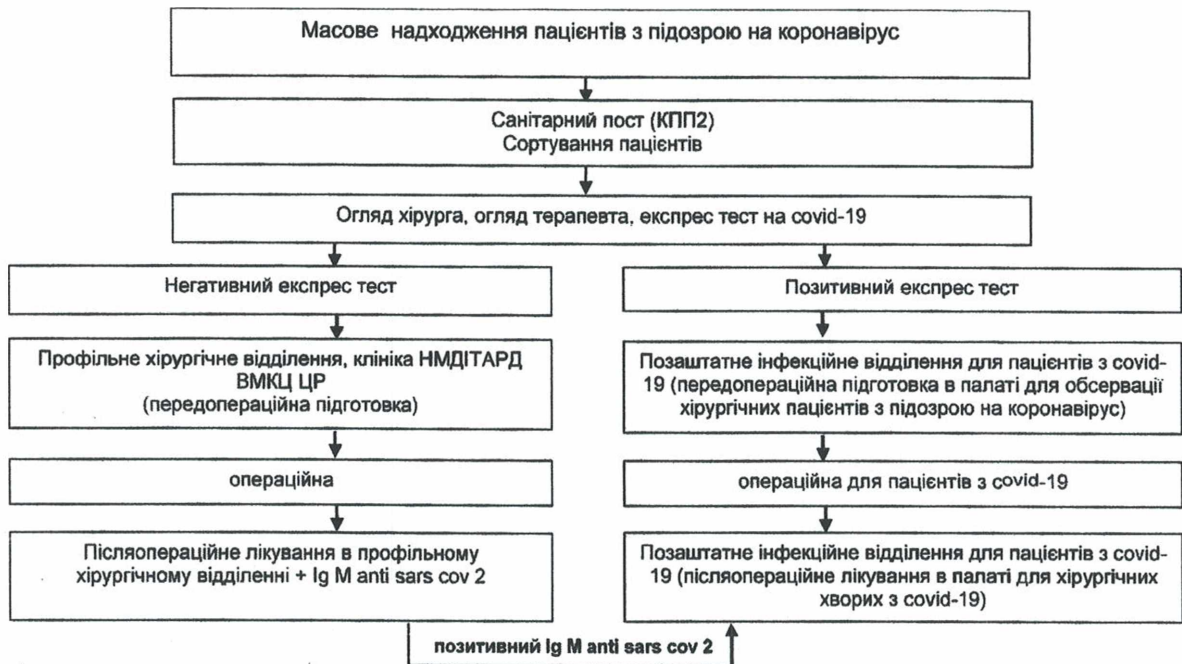 Масове надходження пацієнтів з підозрою на коронавірус
Санітарний пост (КПП2)
Сортування пацієнтів
Огляд хірурга, огляд терапевта, експрес тест на covid-19
Негативний експрес тест
Позитивний експрес тест
Профільне хірургічне відділення, клініка НМДІТАРД
ВМКЦ ЦР
(передопераційна підготовка)
Позаштатне інфекційне відділення для пацієнтів з covid-
19 (передопераційна підготовка в палаті для обсервації
хірургічних пацієнтів з підозрою на коронавірус)
операційна
операційна для пацієнтів з covid-19
Післяопераційне лікування в профільному
хірургічному відділенні + Ig M anti sars cov 2
Позаштатне інфекційне відділення для пацієнтів з covid-
19 (післяопераційне лікування в палаті для хірургічних
хворих з covid-19)
позитивний Ig M anti sars cov 2